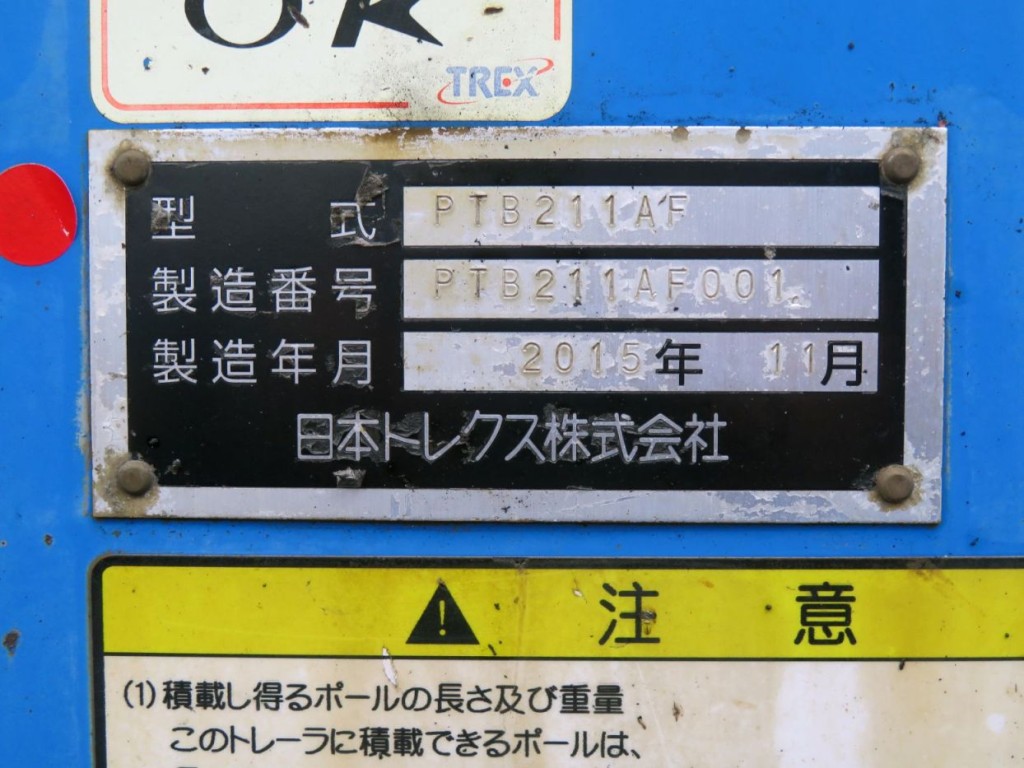 OK
TREX
型式 PTB211AF
製造番号 PTB211AF001
製造年月 2015年 11月
日本トレクス株式会社
注意
(1)積載し得るポールの長さ及び重量
このトレーラに積載できるポールは、